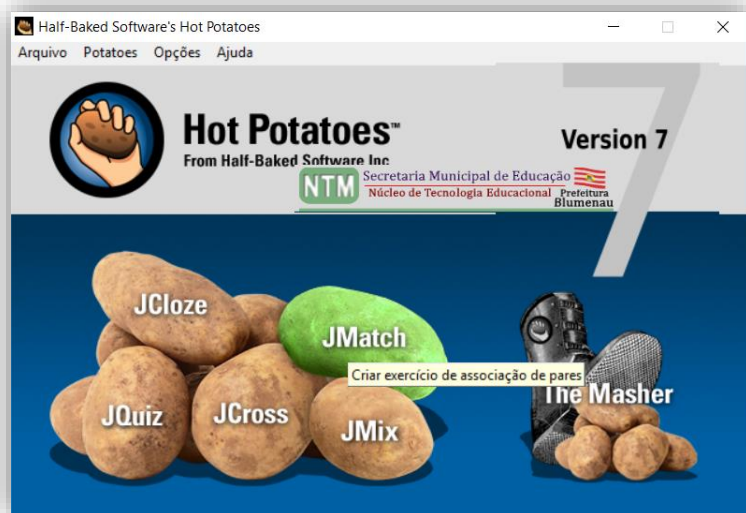 Half-Baked Software's Hot Potatoes
Arquivo Potatoes Opções Ajuda
7
Hot Potatoes™
From Half-Baked Software Inc
Version 7
NTM
Secretaria Municipal de Educação
Núcleo de Tecnologia Educacional
Prefeitura
Blumenau
JCloze
JMatch
Criar exercício de associação de pares
The Masher
JQuiz
JCross
JMix